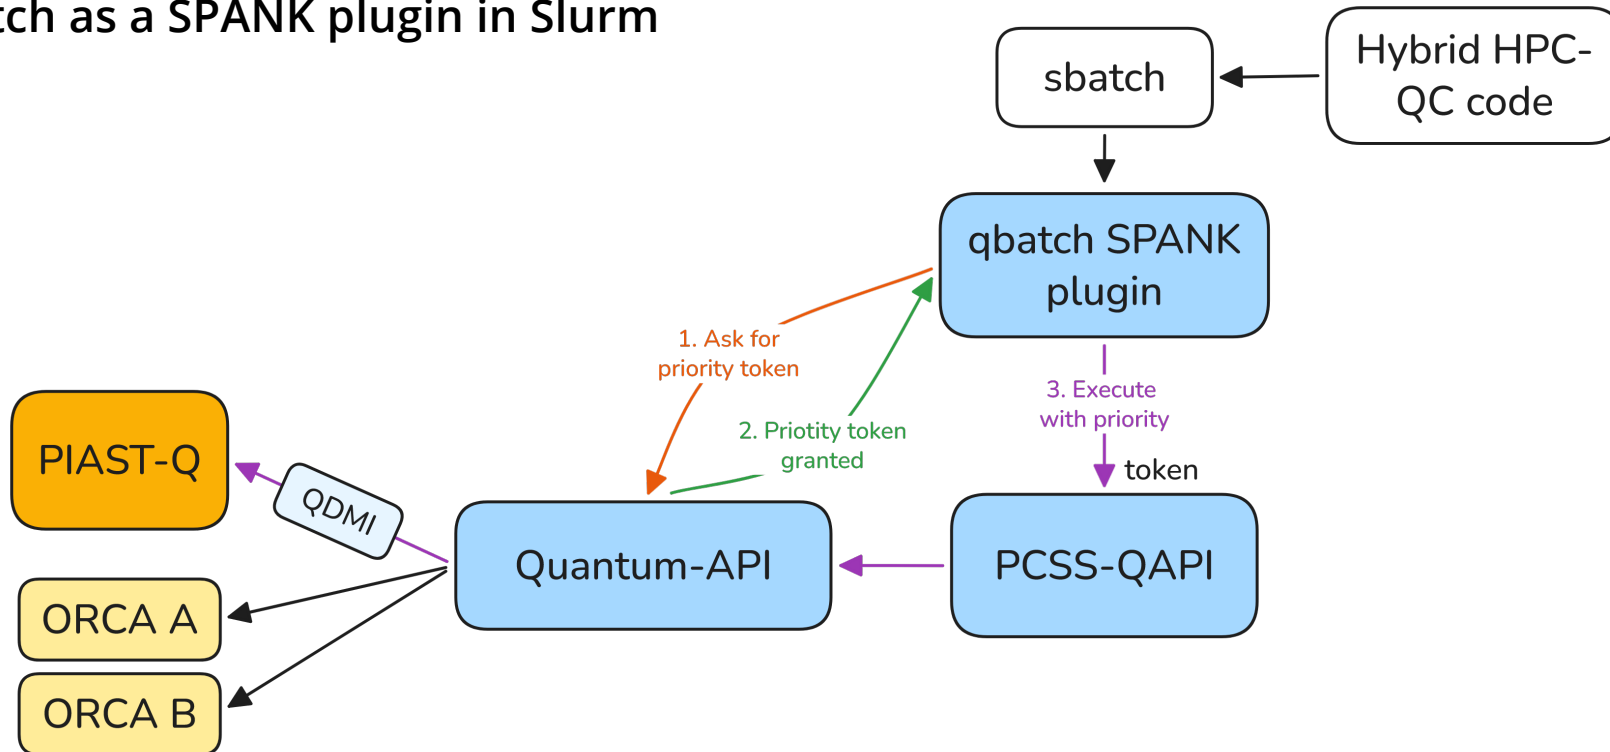 tch as a SPANK plugin in Slurm
sbatch
Hybrid HPC-
QC code
qbatch SPANK
plugin
1. Ask for
priority token
2. Priotity token
granted
3. Execute
with priority
token
PIAST-Q
QDMI
Quantum-API
PCSS-QAPI
ORCA A
ORCA B